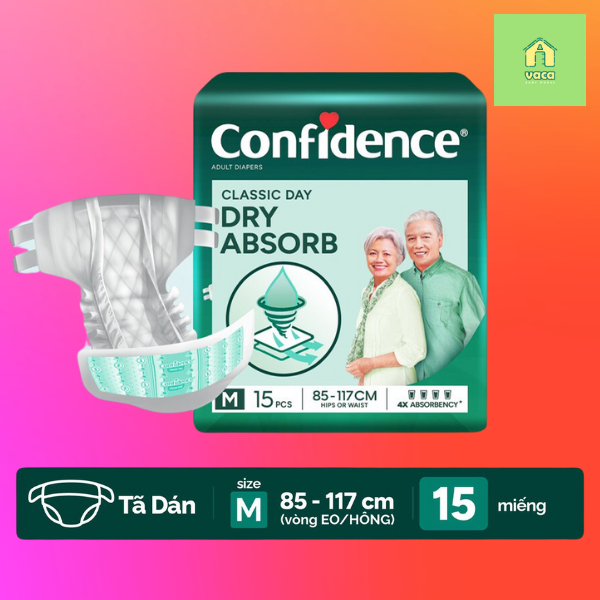 vaca
Confidence®
ADULT DIAPERS
CLASSIC DAY
DRY
ABSORB
M
15 PCS
85-117CM
HIPS OR WAIST
4X ABSORBENCY*
confidence
Tã Dán
size
M
85 - 117 cm
(vòng EO/HÔNG)
15
miếng